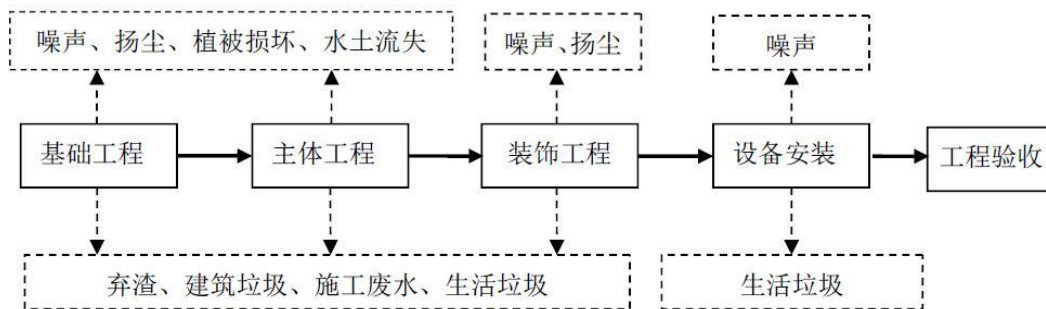 噪声、扬尘、植被损坏、水土流失
噪声、扬尘
噪声
基础工程
主体工程
装饰工程
设备安装
工程验收
弃渣、建筑垃圾、施工废水、生活垃圾
生活垃圾